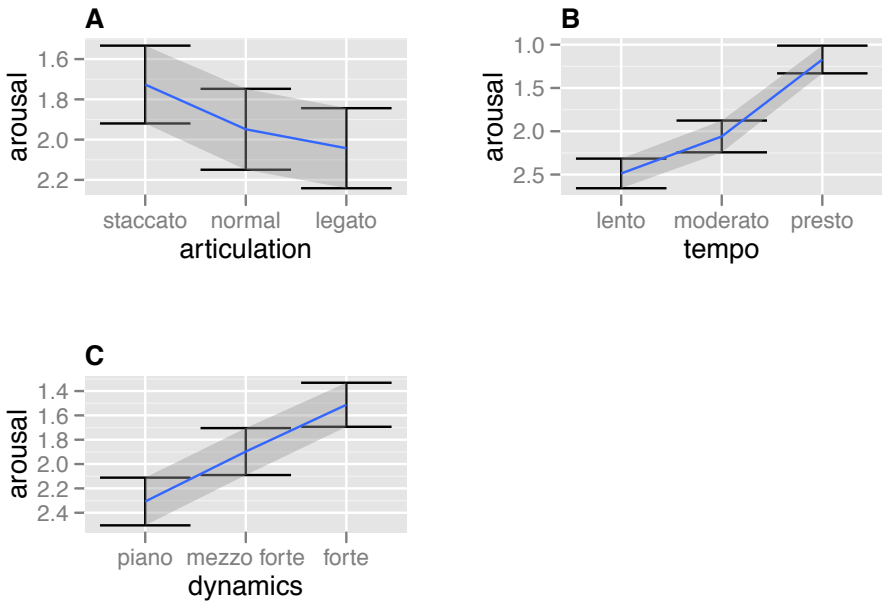 A
arousal
1.6
1.8
2.0
2.2
staccato normal legato
articulation
B
arousal
1.0
1.5
2.0
2.5
lento moderato presto
tempo
C
arousal
1.4
1.6
1.8
2.0
2.2
2.4
piano mezzo forte forte
dynamics